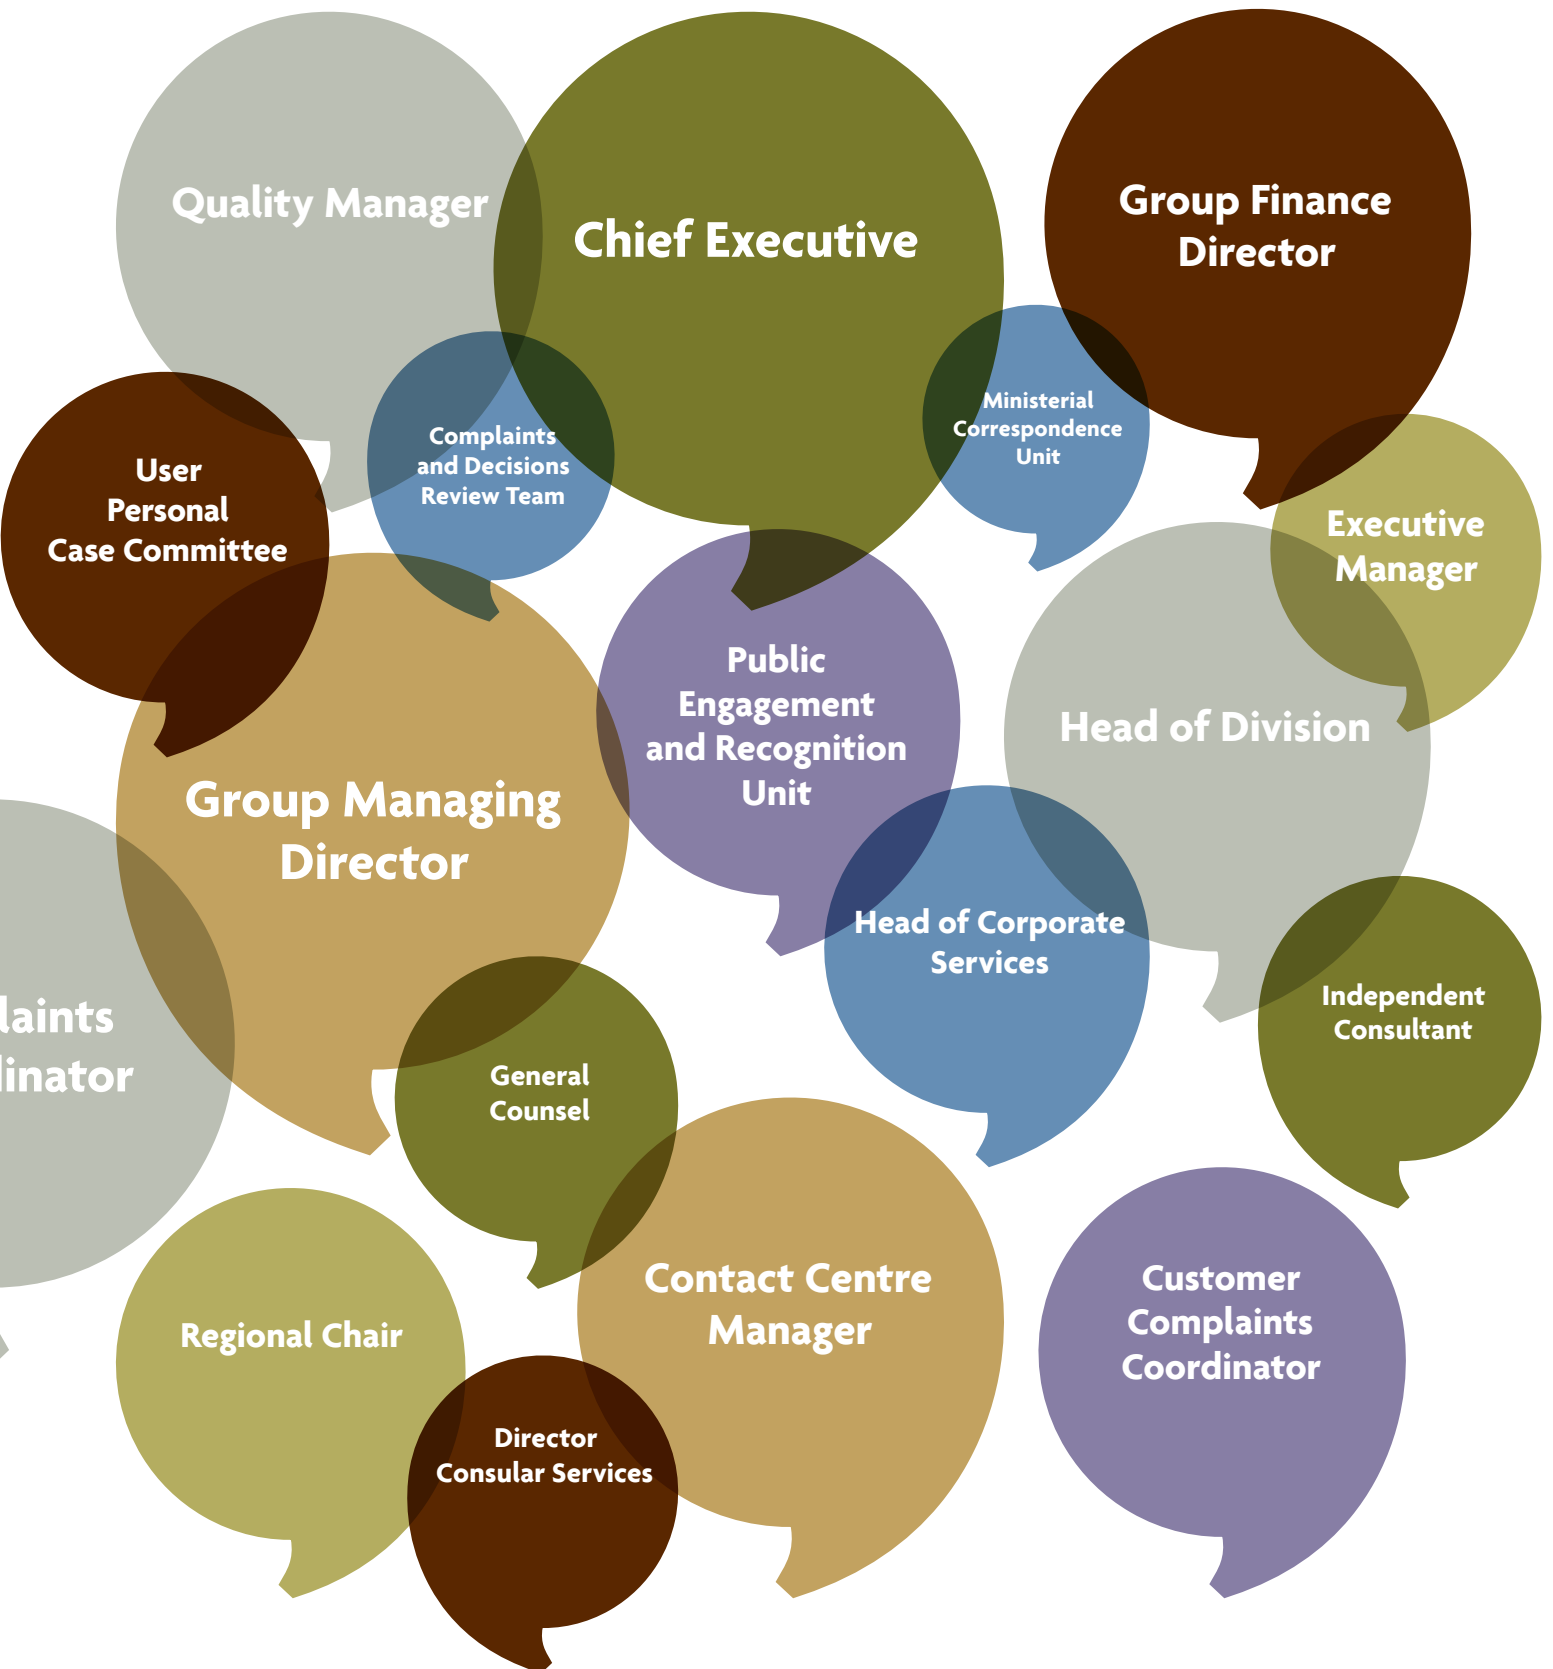 Quality Manager
Chief Executive
Group Finance
Director
Ministerial
Correspondence
Unit
Complaints
and Decisions
Review Team
User
Personal
Case Committee
Executive
Manager
Public
Engagement
and Recognition
Unit
Head of Division
Group Managing
Director
Head of Corporate
Services
laints
linator
Independent
Consultant
General
Counsel
Contact Centre
Manager
Customer
Complaints
Coordinator
Regional Chair
Director
Consular Services